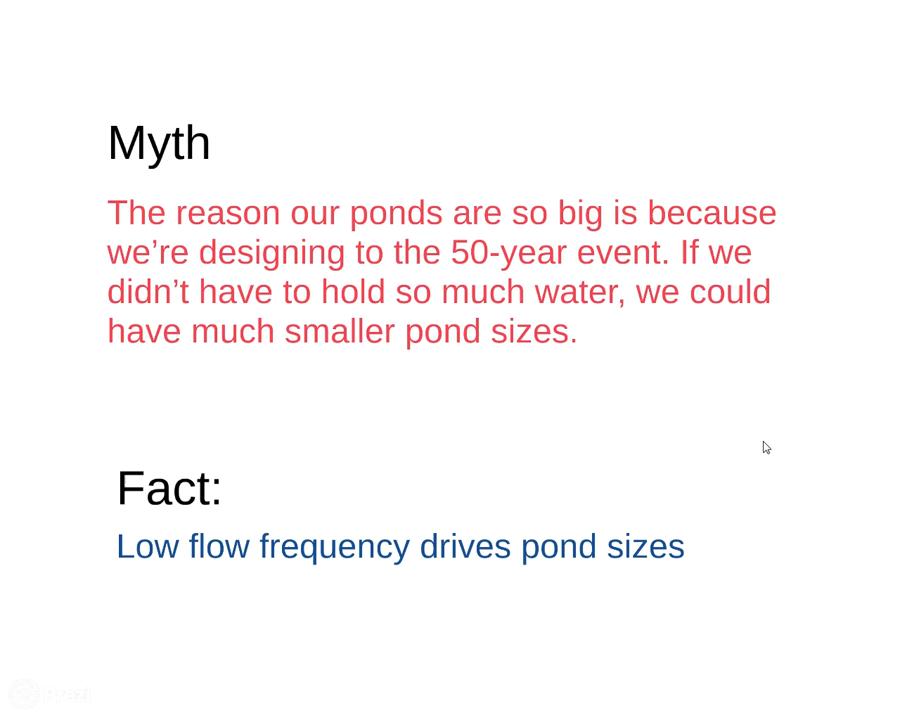 Myth
The reason our ponds are so big is because
we’re designing to the 50-year event. If we
didn’t have to hold so much water, we could
have much smaller pond sizes.
Fact:
Low flow frequency drives pond sizes
Prezi